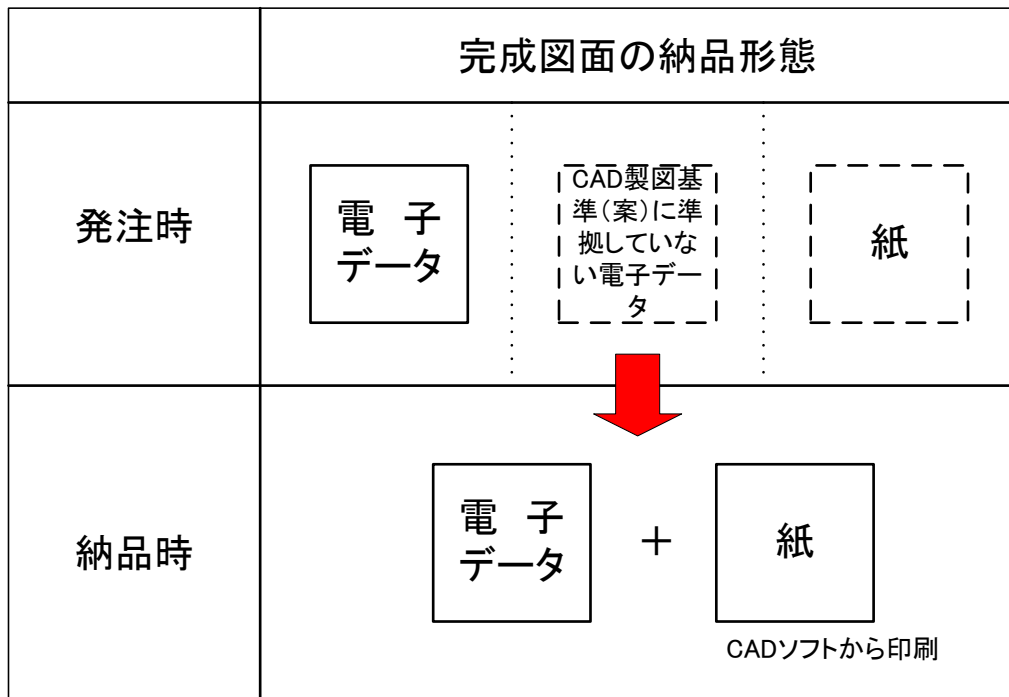 完成図面の納品形態
発注時
電　子
データ
CAD製図基
準（案）に準
拠していな
い電子デー
タ
紙
納品時
電　子
データ
＋
紙
CADソフトから印刷